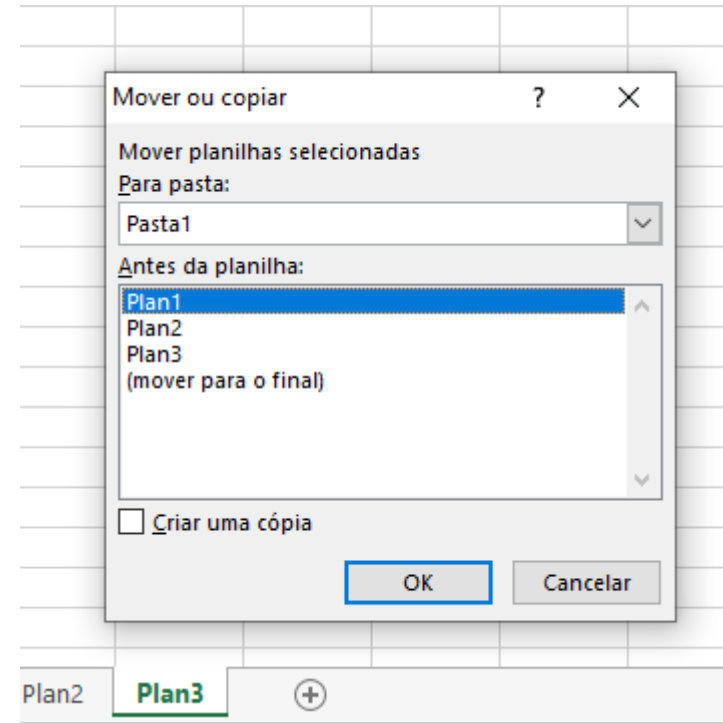 Mover ou copiar ?
Mover planilhas selecionadas
Para pasta:
Pasta1
Antes da planilha:
Plan1
Plan2
Plan3
(mover para o final)
Criar uma cópia
OK Cancelar
Plan2 Plan3